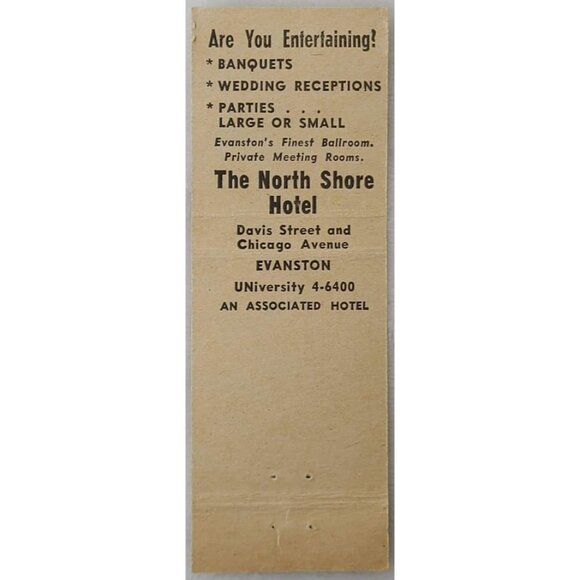 Are You Entertaining?
* BANQUETS
* WEDDING RECEPTIONS
* PARTIES . . .
LARGE OR SMALL
Evanston's Finest Ballroom.
Private Meeting Rooms.
The North Shore
Hotel
Davis Street and
Chicago Avenue
EVANSTON
UNiversity 4-6400
AN ASSOCIATED HOTEL